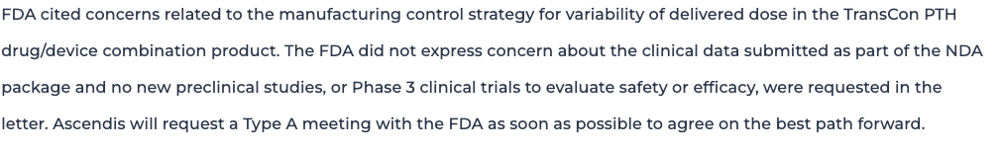 FDA cited concerns related to the manufacturing control strategy for variability of delivered dose in the TransCon PTH
drug/device combination product. The FDA did not express concern about the clinical data submitted as part of the NDA
package and no new preclinical studies, or Phase 3 clinical trials to evaluate safety or efficacy, were requested in the
letter. Ascendis will request a Type A meeting with the FDA as soon as possible to agree on the best path forward.